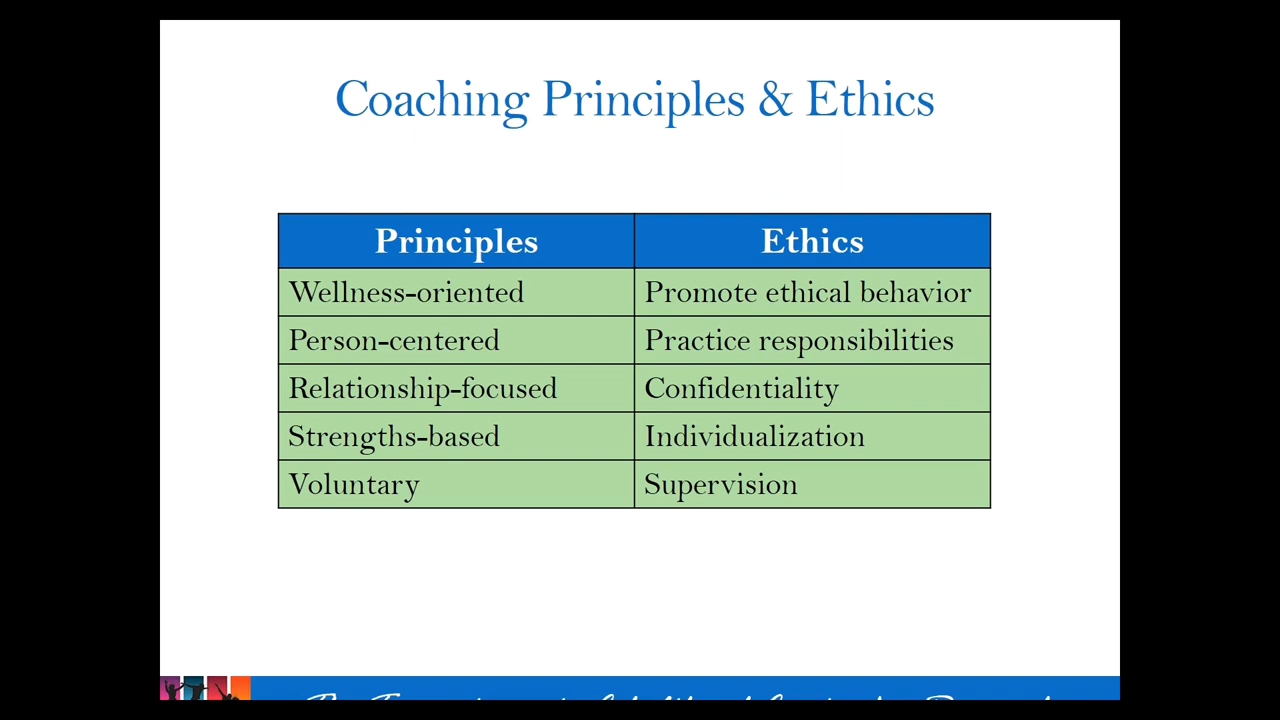 Coaching Principles & Ethics
Principles Ethics
Wellness-oriented Promote ethical behavior
Person-centered Practice responsibilities
Relationship-focused Confidentiality
Strengths-based Individualization
Voluntary Supervision